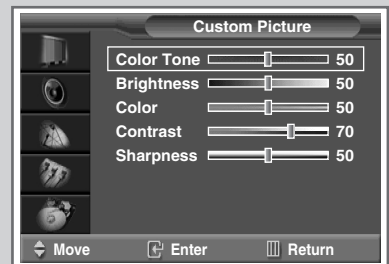 Custom Picture
Color Tone 50
Brightness 50
Color 50
Contrast 70
Sharpness 50
Move Enter Return